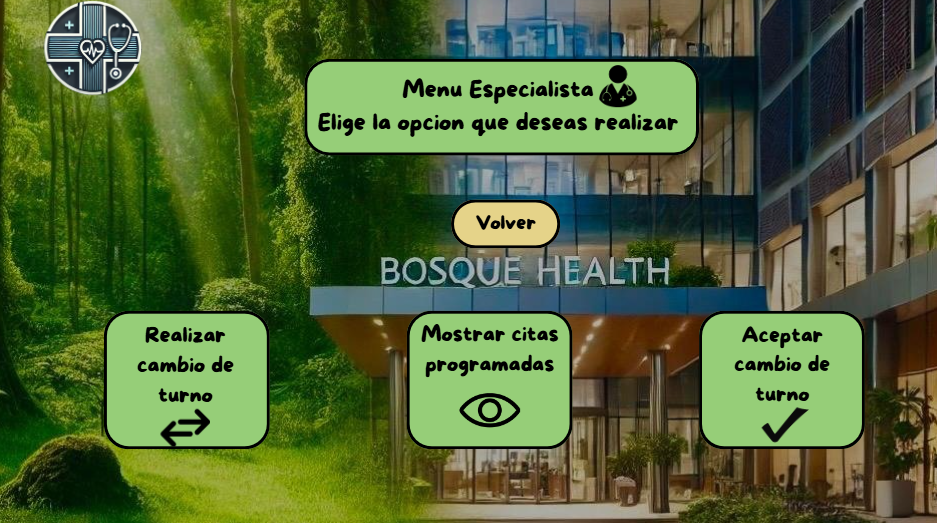 Menu Especialista
Elige la opcion que deseas realizar
Volver
BOSQUE HEALTH
Realizar
cambio de
turno
Mostrar citas
programadas
Aceptar
cambio de
turno